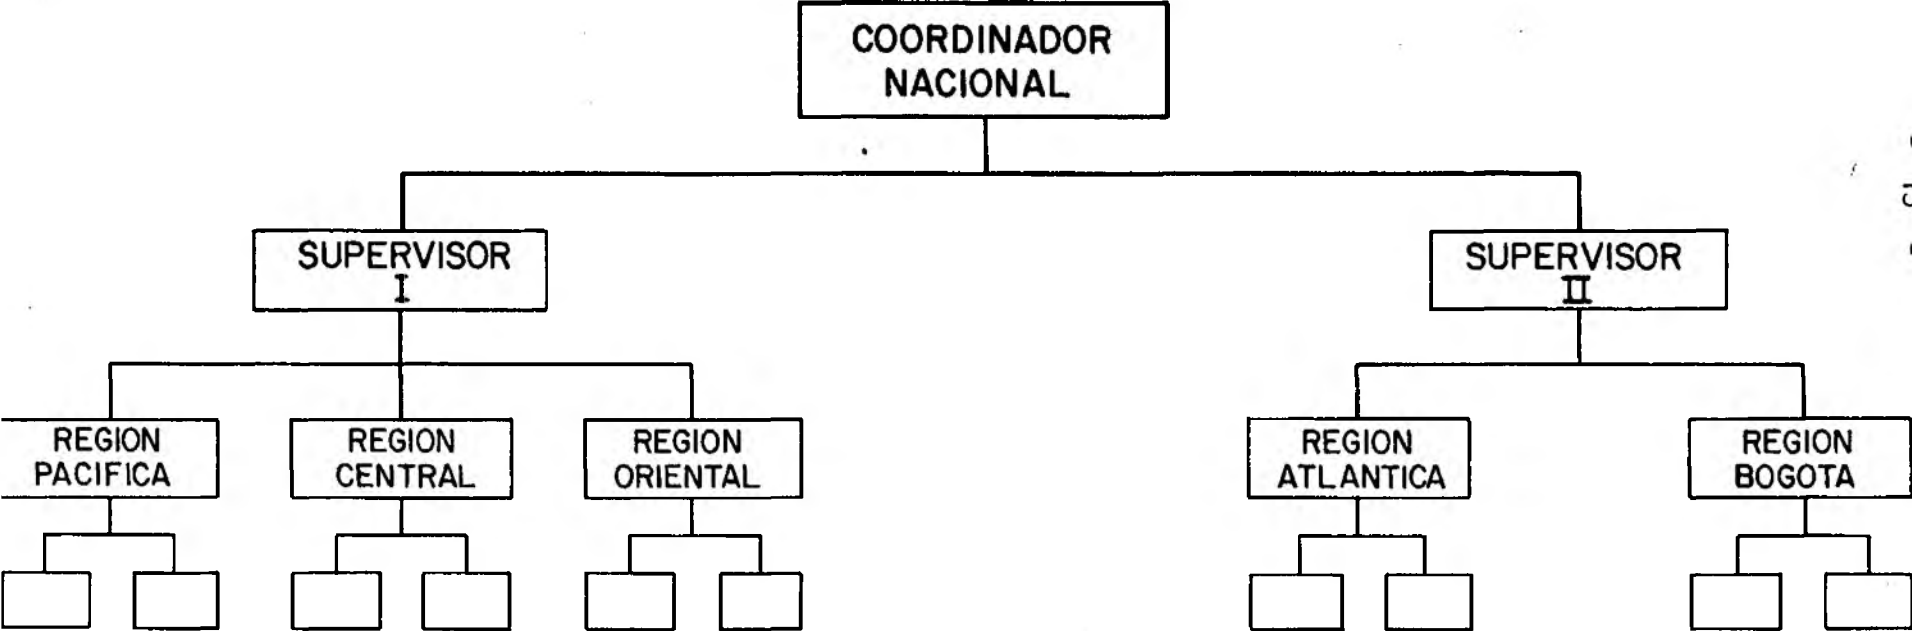 COORDINADOR
NACIONAL
SUPERVISOR
I
SUPERVISOR
II
REGION
PACIFICA
REGION
CENTRAL
REGION
ORIENTAL
REGION
ATLANTICA
REGION
BOGOTA